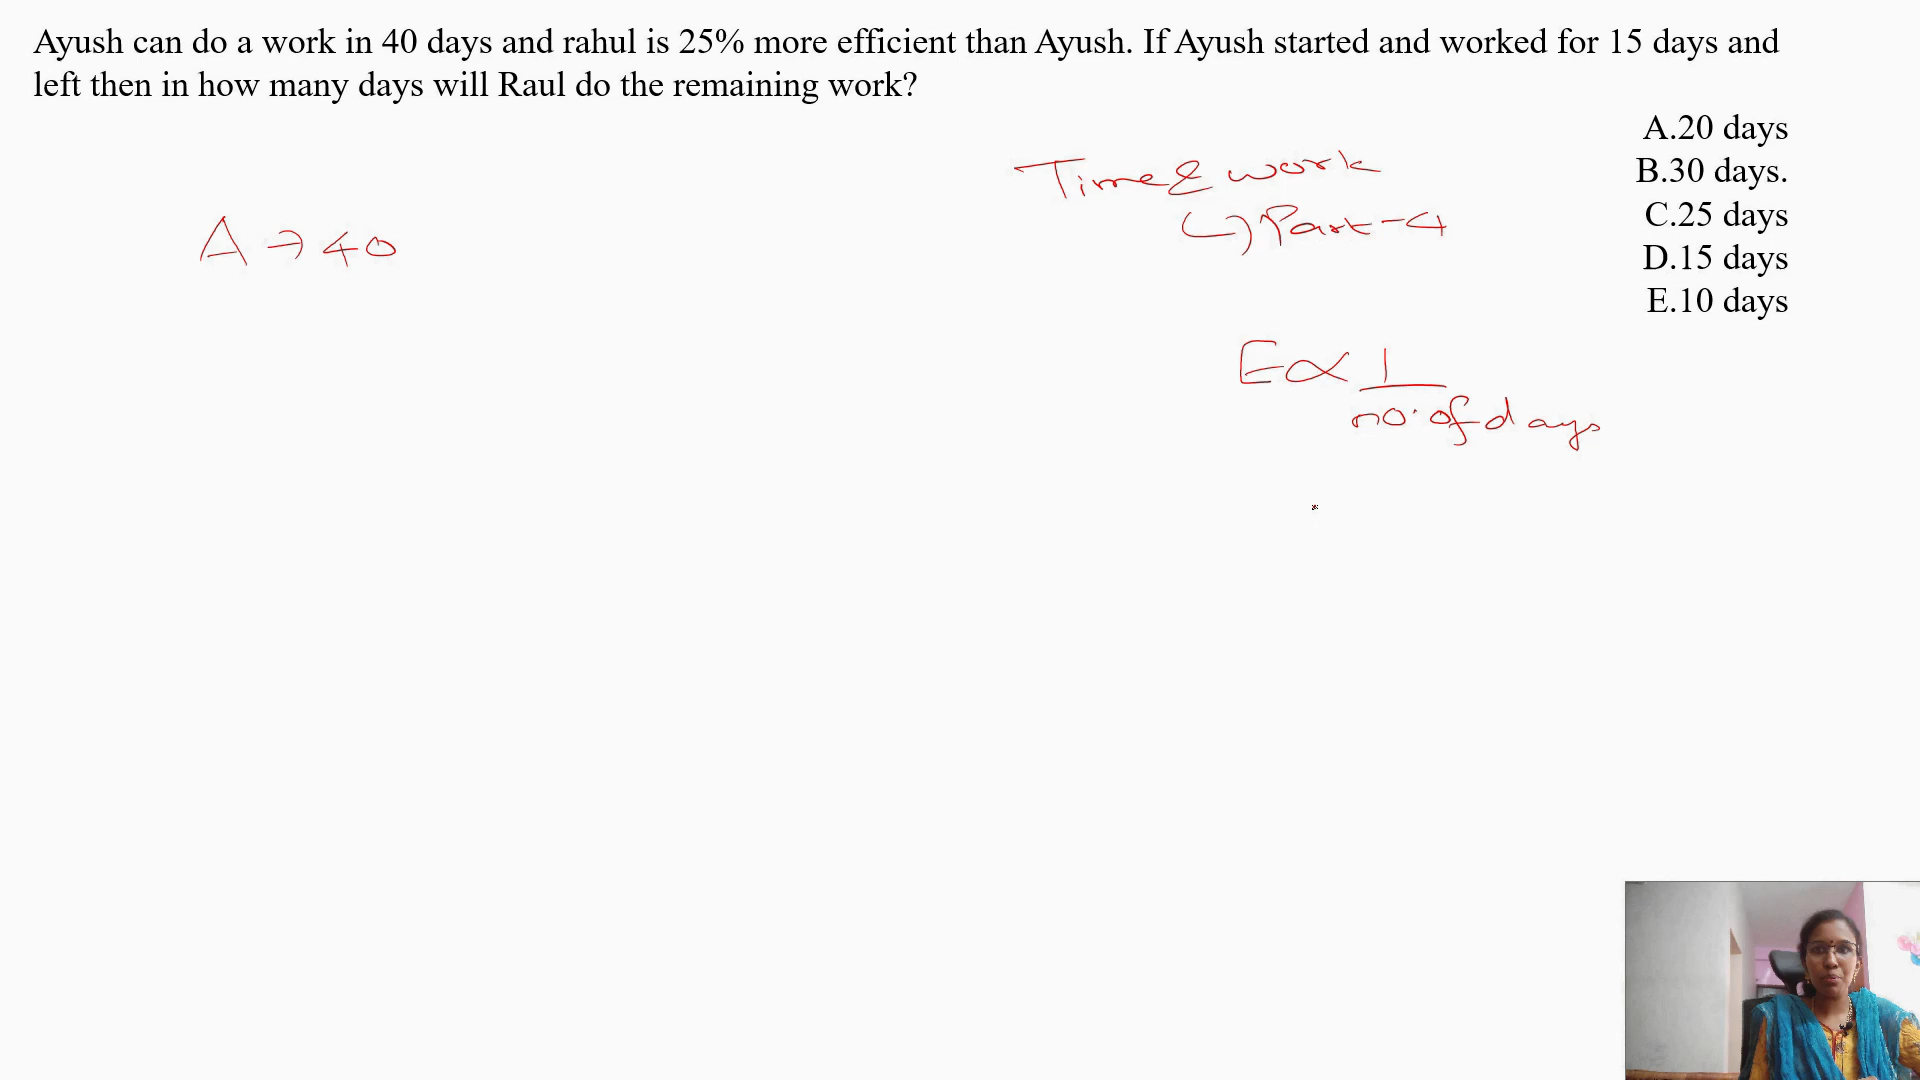 Ayush can do a work in 40 days and rahul is 25% more efficient than Ayush. If Ayush started and worked for 15 days and
left then in how many days will Raul do the remaining work?
A.20 days
B.30 days.
C.25 days
D.15 days
E.10 days
Time & work
↳ Part-4
A → 40
E ∝ 1
no. of days